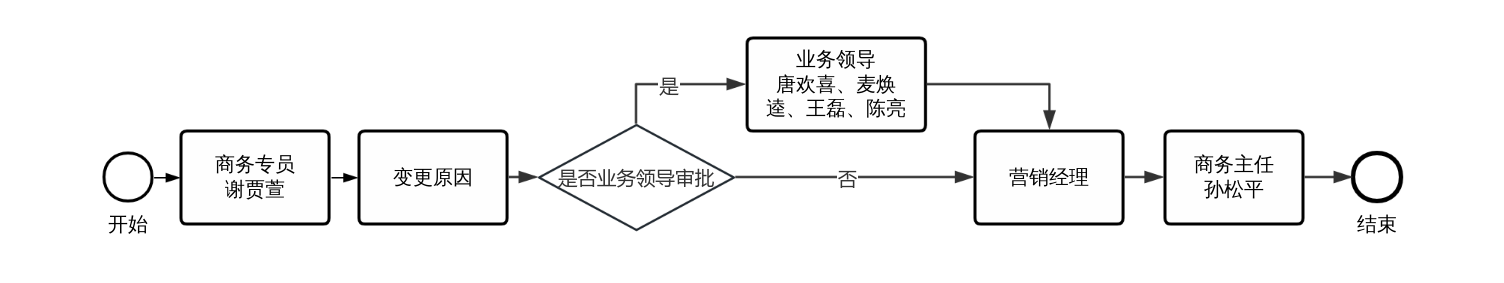 开始
商务专员
谢贾萱
变更原因
是否业务领导审批
是
业务领导
唐欢喜、麦焕
逵、王磊、陈亮
否
营销经理
商务主任
孙松平
结束